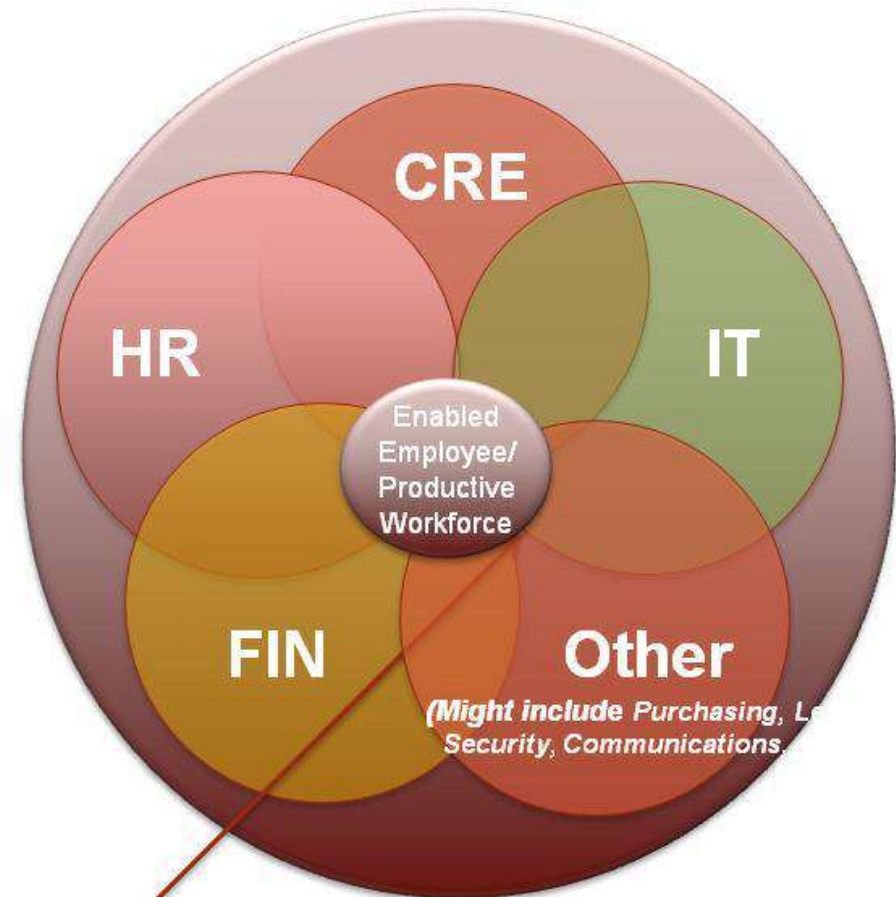 CRE
HR
IT
Enabled
Employee/
Productive
Workforce
FIN
Other
(Might include Purchasing,
Security, Communications,